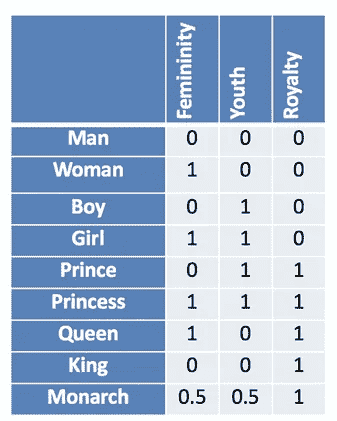 Femininity Youth Royalty
Man 0 0 0
Woman 1 0 0
Boy 0 1 0
Girl 1 1 0
Prince 0 1 1
Princess 1 1 1
Queen 1 0 1
King 0 0 1
Monarch 0.5 0.5 1